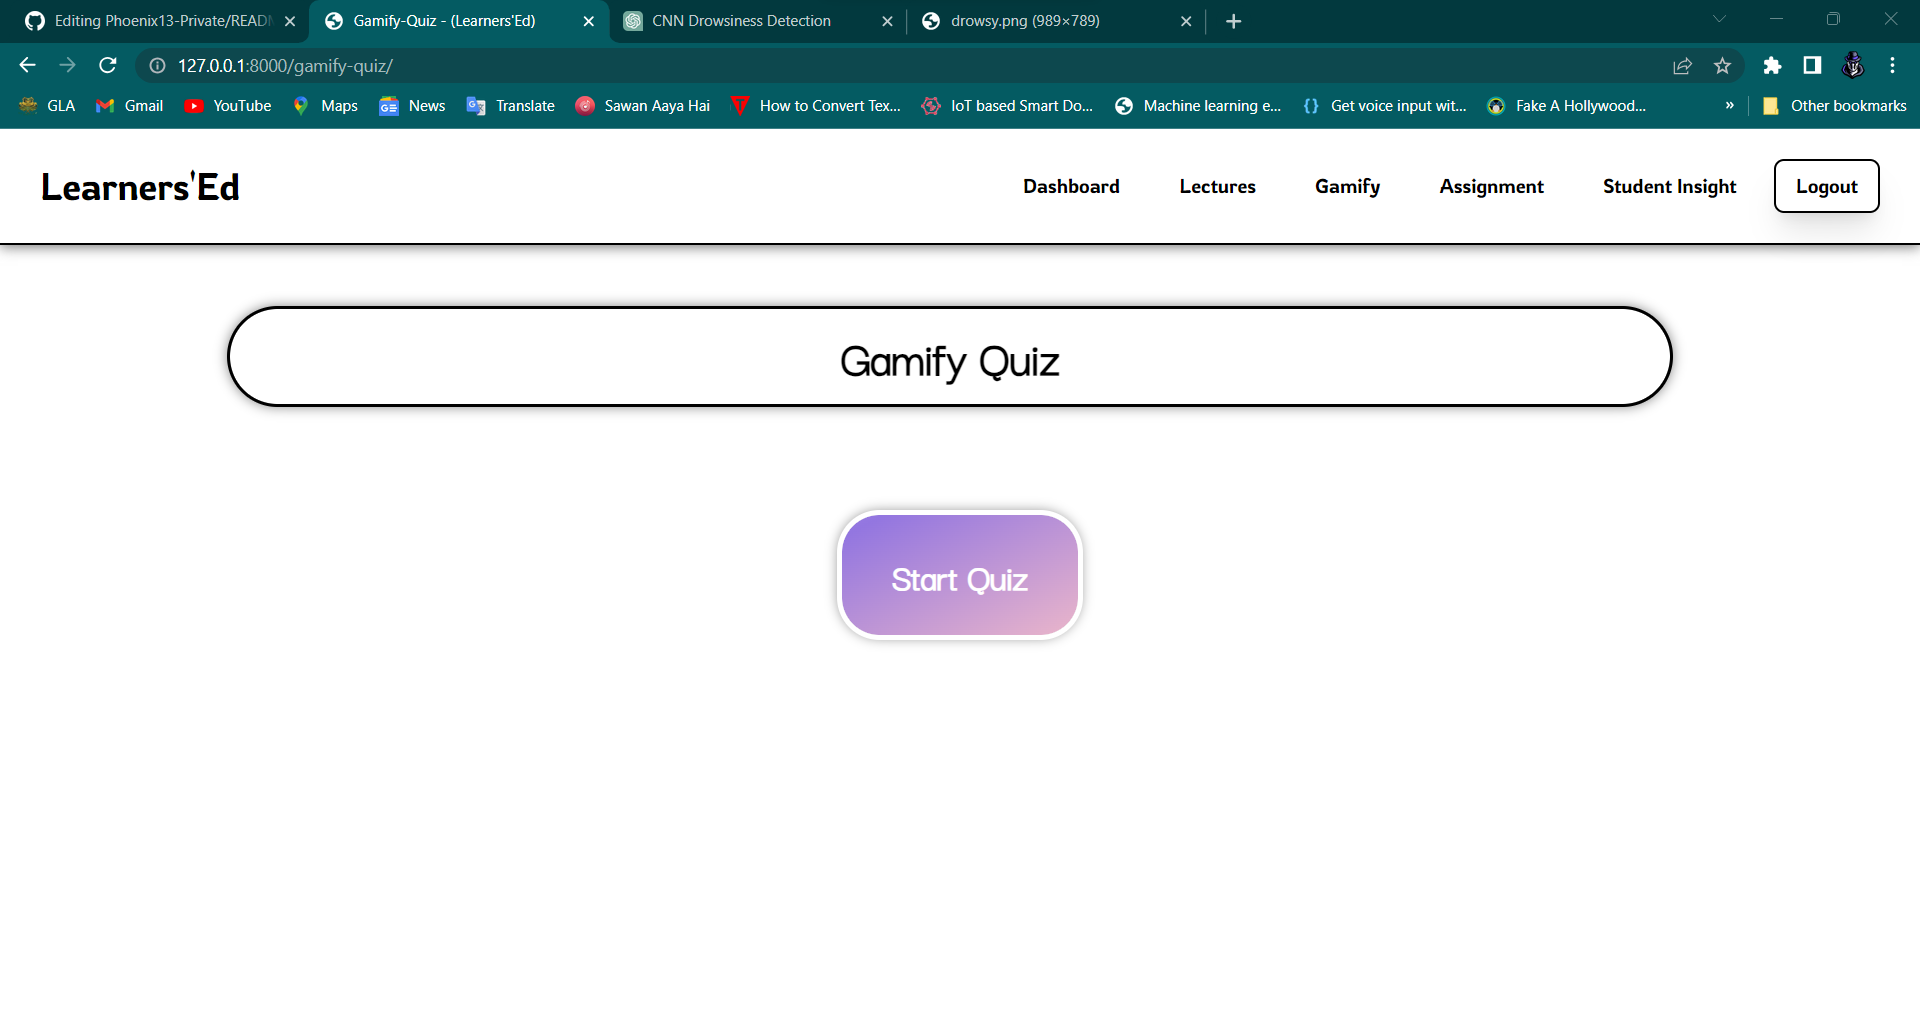 Editing Phoenix13-Private/READ
Gamify-Quiz - (Learners'Ed)
CNN Drowsiness Detection
drowsy.png (989×789)
127.0.0.1:8000/gamify-quiz/
GLA
Gmail
YouTube
Maps
News
Translate
Sawan Aaya Hai
How to Convert Tex...
IoT based Smart Do...
Machine learning e...
Get voice input wit...
Fake A Hollywood...
»
Other bookmarks
Learners'Ed
Dashboard
Lectures
Gamify
Assignment
Student Insight
Logout
Gamify Quiz
Start Quiz